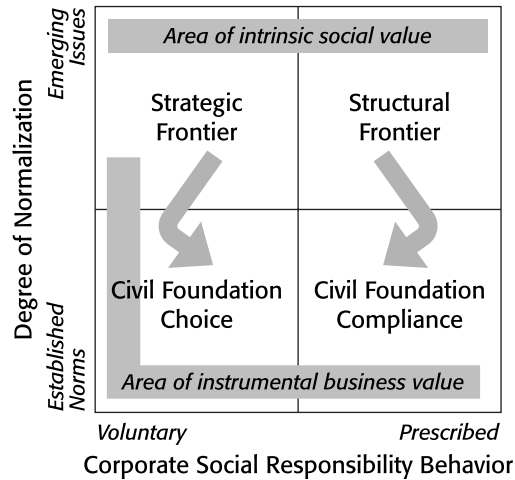 Degree of Normalization
Emerging
Issues
Established
Norms
Area of intrinsic social value
Strategic
Frontier
Structural
Frontier
Civil Foundation
Choice
Civil Foundation
Compliance
Area of instrumental business value
Voluntary
Prescribed
Corporate Social Responsibility Behavior